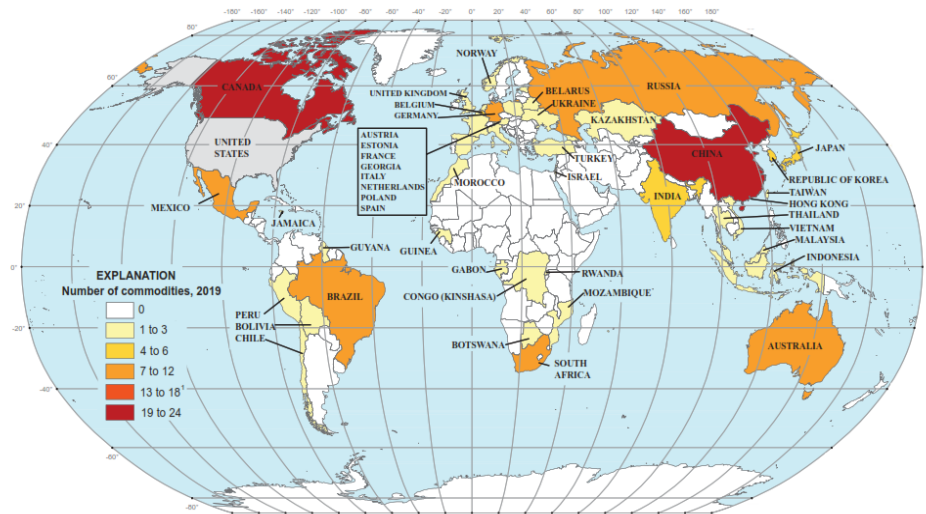 -180° -160° -140° -120° -100° -80° -60° -40° -20° 0° 20° 40° 60° 80° 100° 120° 140° 160° 180°
80°
NORWAY
60°
CANADA
RUSSIA
UNITED KINGDOM
BELARUS
BELGIUM
UKRAINE
GERMANY
KAZAKHSTAN
AUSTRIA
ESTONIA
FRANCE
GEORGIA
ITALY
NETHERLANDS
POLAND
SPAIN
UNITED
STATES
40°
CHINA
JAPAN
TURKEY
ISRAEL
REPUBLIC OF KOREA
MOROCCO
TAIWAN
INDIA
HONG KONG
MEXICO
20°
THAILAND
JAMAICA
VIETNAM
MALAYSIA
GUYANA
GUINEA
INDONESIA
0°
GABON
RWANDA
CONGO (KINSHASA)
MOZAMBIQUE
BRAZIL
PERU
BOLIVIA
CHILE
-20°
BOTSWANA
AUSTRALIA
SOUTH
AFRICA
-40°
-60°
-80°
EXPLANATION
Number of commodities, 2019
0
1 to 3
4 to 6
7 to 12
13 to 18
19 to 24